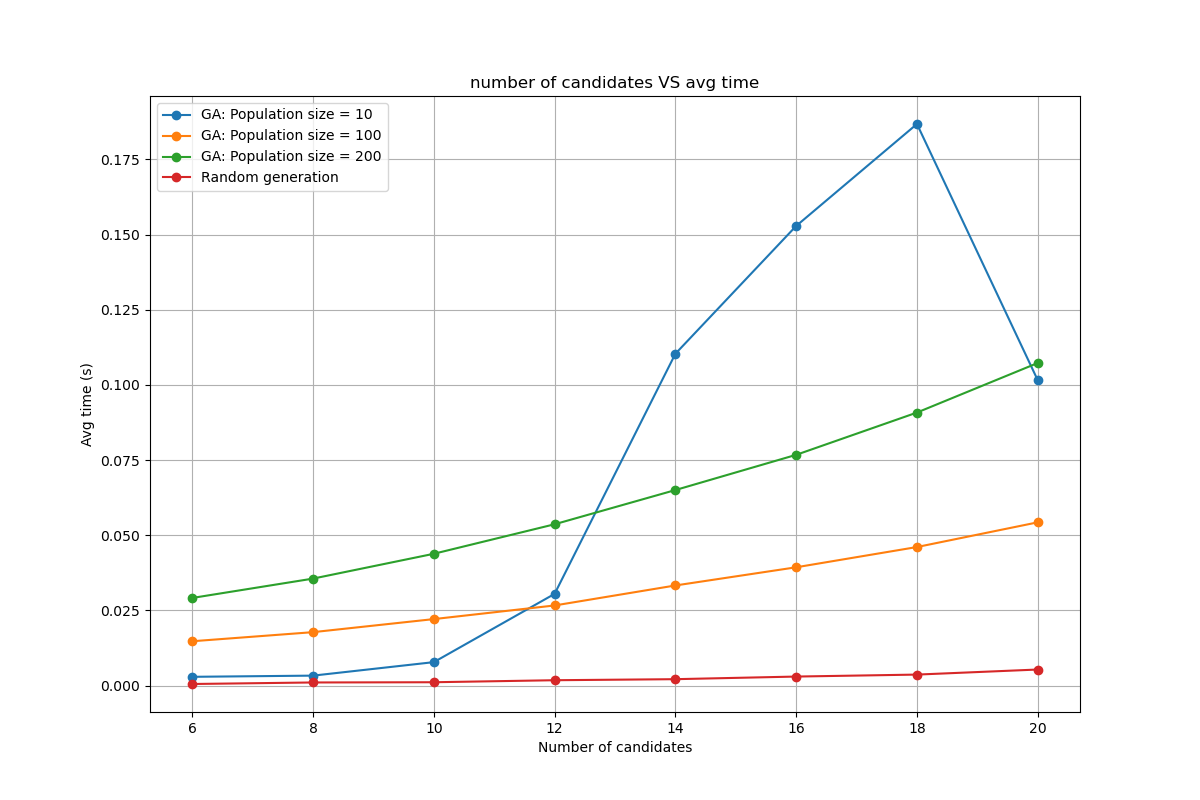 number of candidates VS avg time
GA: Population size = 10
GA: Population size = 100
GA: Population size = 200
Random generation
0.175
0.150
0.125
0.100
0.075
0.050
0.025
0.000
Avg time (s)
6 8 10 12 14 16 18 20
Number of candidates